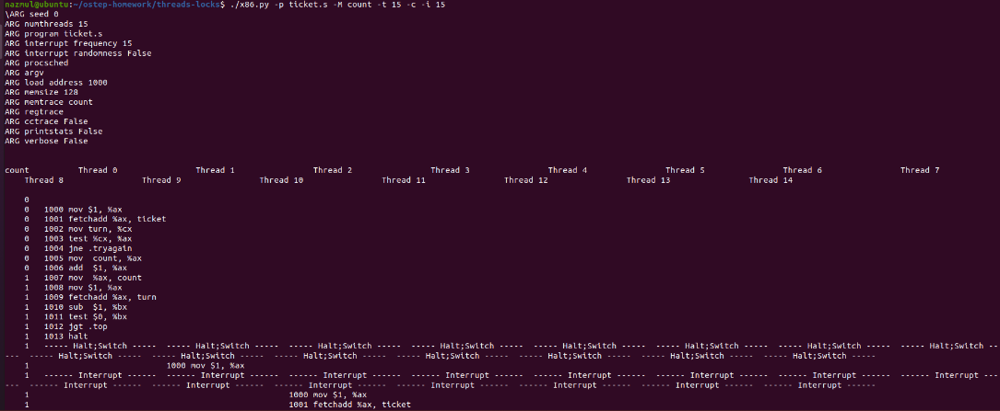 nazmul@ubuntu:~/ostep-homework/threads-locks$ ./x86.py -p ticket.s -M count -t 15 -c -i 15
\ARG seed 0
ARG numthreads 15
ARG program ticket.s
ARG interrupt frequency 15
ARG interrupt randomness False
ARG procsched
ARG argv
ARG load address 1000
ARG memsize 128
ARG memtrace count
ARG regtrace
ARG cctrace False
ARG printstats False
ARG verbose False
count Thread 0 Thread 1 Thread 2 Thread 3 Thread 4 Thread 5 Thread 6 Thread 7
Thread 8 Thread 9 Thread 10 Thread 11 Thread 12 Thread 13 Thread 14
0
0 1000 mov $1, %ax
0 1001 fetchadd %ax, ticket
0 1002 mov turn, %cx
0 1003 test %cx, %ax
0 1004 jne .tryagain
0 1005 mov  count, %ax
0 1006 add  $1, %ax
1 1007 mov  %ax, count
1 1008 mov $1, %ax
1 1009 fetchadd %ax, turn
1 1010 sub  $1, %bx
1 1011 test $0, %bx
1 1012 jgt .top
1 1013 halt
1 ----- Halt;Switch ----- ----- Halt;Switch ----- ----- Halt;Switch ----- ----- Halt;Switch ----- ----- Halt;Switch ----- ----- Halt;Switch ----- ----- Halt;Switch ----- ----- Halt;Switch --
--- ----- Halt;Switch ----- ----- Halt;Switch ----- ----- Halt;Switch ----- ----- Halt;Switch ----- ----- Halt;Switch ----- ----- Halt;Switch ----- ----- Halt;Switch -----
1 1000 mov $1, %ax
1 ------ Interrupt ------ ------ Interrupt ------ ------ Interrupt ------ ------ Interrupt ------ ------ Interrupt ------ ------ Interrupt ------ ------ Interrupt ------ ------ Interrupt ---
--- ------ Interrupt ------ ------ Interrupt ------ ------ Interrupt ------ ------ Interrupt ------ ------ Interrupt ------ ------ Interrupt ------ ------ Interrupt ------
1 1000 mov $1, %ax
1 1001 fetchadd %ax, ticket